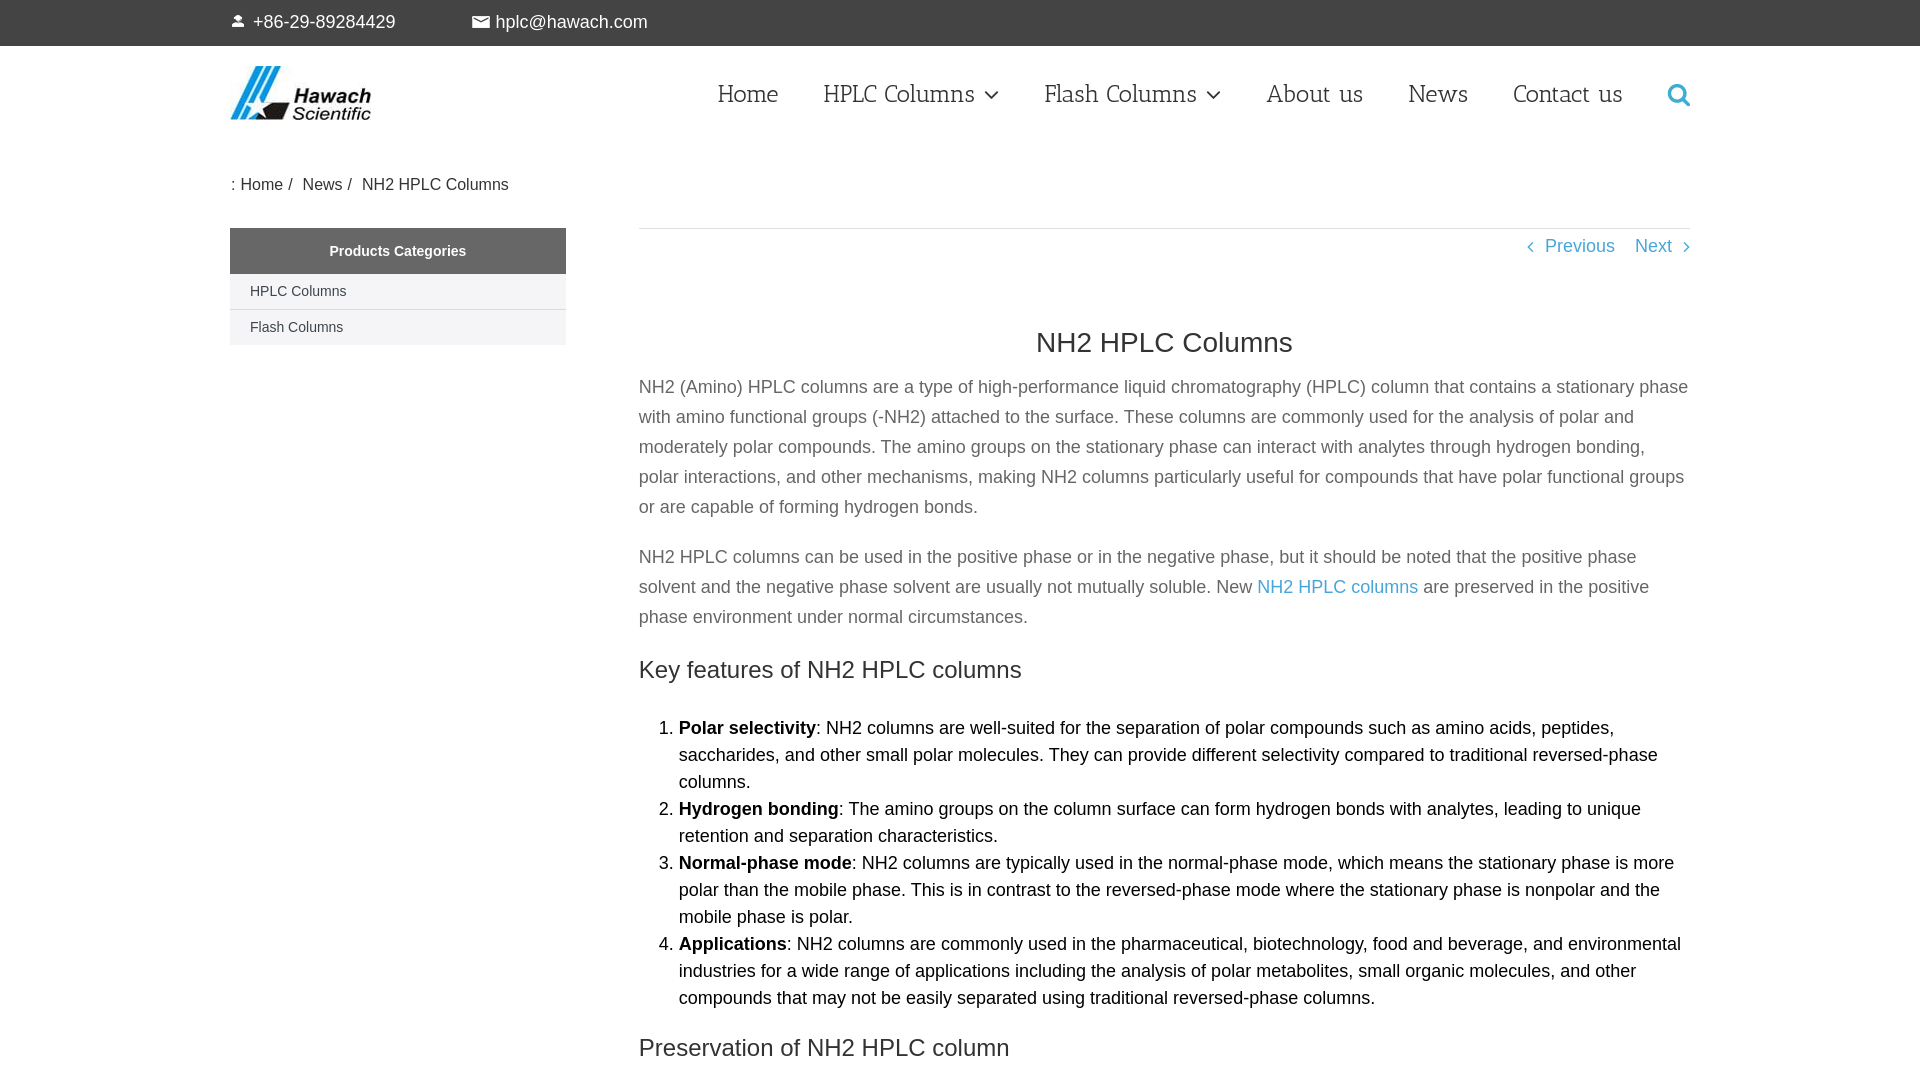 +86-29-89284429 hplc@hawach.com
Hawach
Scientific
Home HPLC Columns Flash Columns About us News Contact us
: Home / News / NH2 HPLC Columns
Products Categories
HPLC Columns
Flash Columns
Previous Next
NH2 HPLC Columns
NH2 (Amino) HPLC columns are a type of high-performance liquid chromatography (HPLC) column that contains a stationary phase
with amino functional groups (-NH2) attached to the surface. These columns are commonly used for the analysis of polar and
moderately polar compounds. The amino groups on the stationary phase can interact with analytes through hydrogen bonding,
polar interactions, and other mechanisms, making NH2 columns particularly useful for compounds that have polar functional groups
or are capable of forming hydrogen bonds.
NH2 HPLC columns can be used in the positive phase or in the negative phase, but it should be noted that the positive phase
solvent and the negative phase solvent are usually not mutually soluble. New NH2 HPLC columns are preserved in the positive
phase environment under normal circumstances.
Key features of NH2 HPLC columns
1. Polar selectivity: NH2 columns are well-suited for the separation of polar compounds such as amino acids, peptides,
saccharides, and other small polar molecules. They can provide different selectivity compared to traditional reversed-phase
columns.
2. Hydrogen bonding: The amino groups on the column surface can form hydrogen bonds with analytes, leading to unique
retention and separation characteristics.
3. Normal-phase mode: NH2 columns are typically used in the normal-phase mode, which means the stationary phase is more
polar than the mobile phase. This is in contrast to the reversed-phase mode where the stationary phase is nonpolar and the
mobile phase is polar.
4. Applications: NH2 columns are commonly used in the pharmaceutical, biotechnology, food and beverage, and environmental
industries for a wide range of applications including the analysis of polar metabolites, small organic molecules, and other
compounds that may not be easily separated using traditional reversed-phase columns.
Preservation of NH2 HPLC column